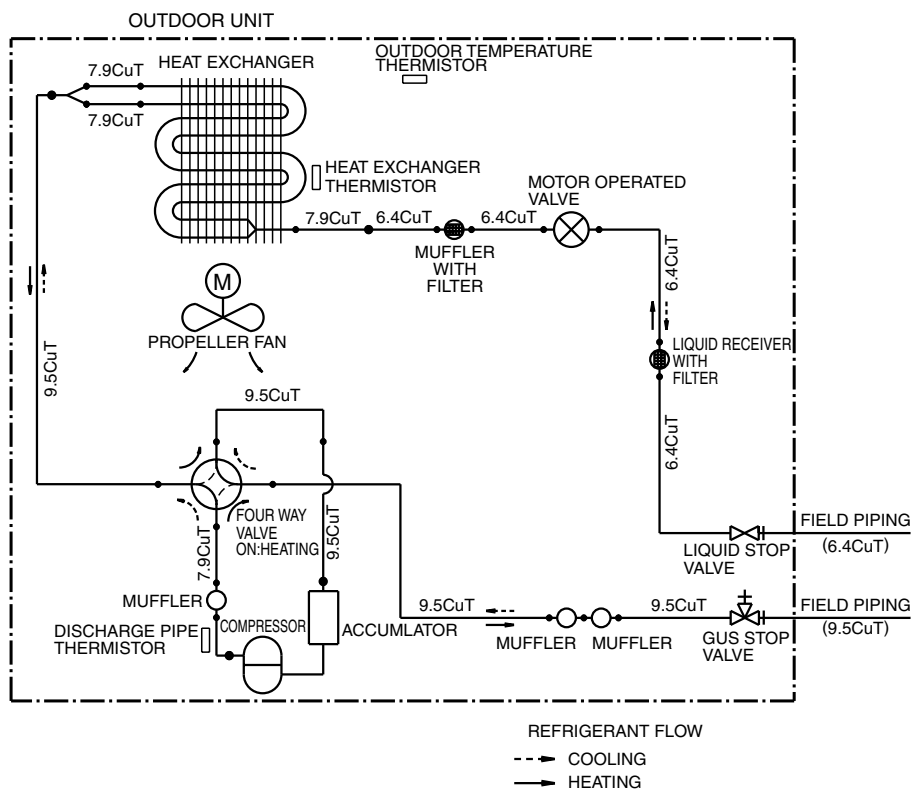 OUTDOOR UNIT
OUTDOOR TEMPERATURE
THERMISTOR
HEAT EXCHANGER
7.9CuT
7.9CuT
HEAT EXCHANGER
THERMISTOR
MOTOR OPERATED
VALVE
7.9CuT
6.4CuT
6.4CuT
MUFFLER
WITH
FILTER
6.4CuT
M
PROPELLER FAN
LIQUID RECEIVER
WITH
FILTER
9.5CuT
9.5CuT
6.4CuT
FOUR WAY
VALVE
ON:HEATING
9.5CuT
7.9CuT
FIELD PIPING
(6.4CuT)
LIQUID STOP
VALVE
MUFFLER
COMPRESSOR
ACCUMLATOR
DISCHARGE PIPE
THERMISTOR
9.5CuT
MUFFLER
MUFFLER
9.5CuT
GUS STOP
VALVE
FIELD PIPING
(9.5CuT)
REFRIGERANT FLOW
COOLING
HEATING